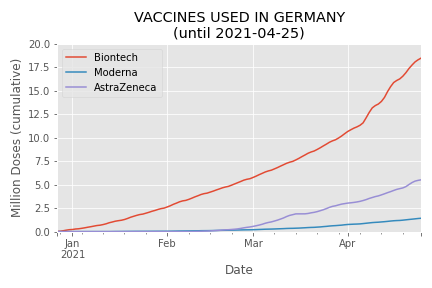 VACCINES USED IN GERMANY
(until 2021-04-25)
Million Doses (cumulative)
20.0
17.5
15.0
12.5
10.0
7.5
5.0
2.5
0.0
Biontech
Moderna
AstraZeneca
Jan
2021
Feb
Mar
Apr
Date